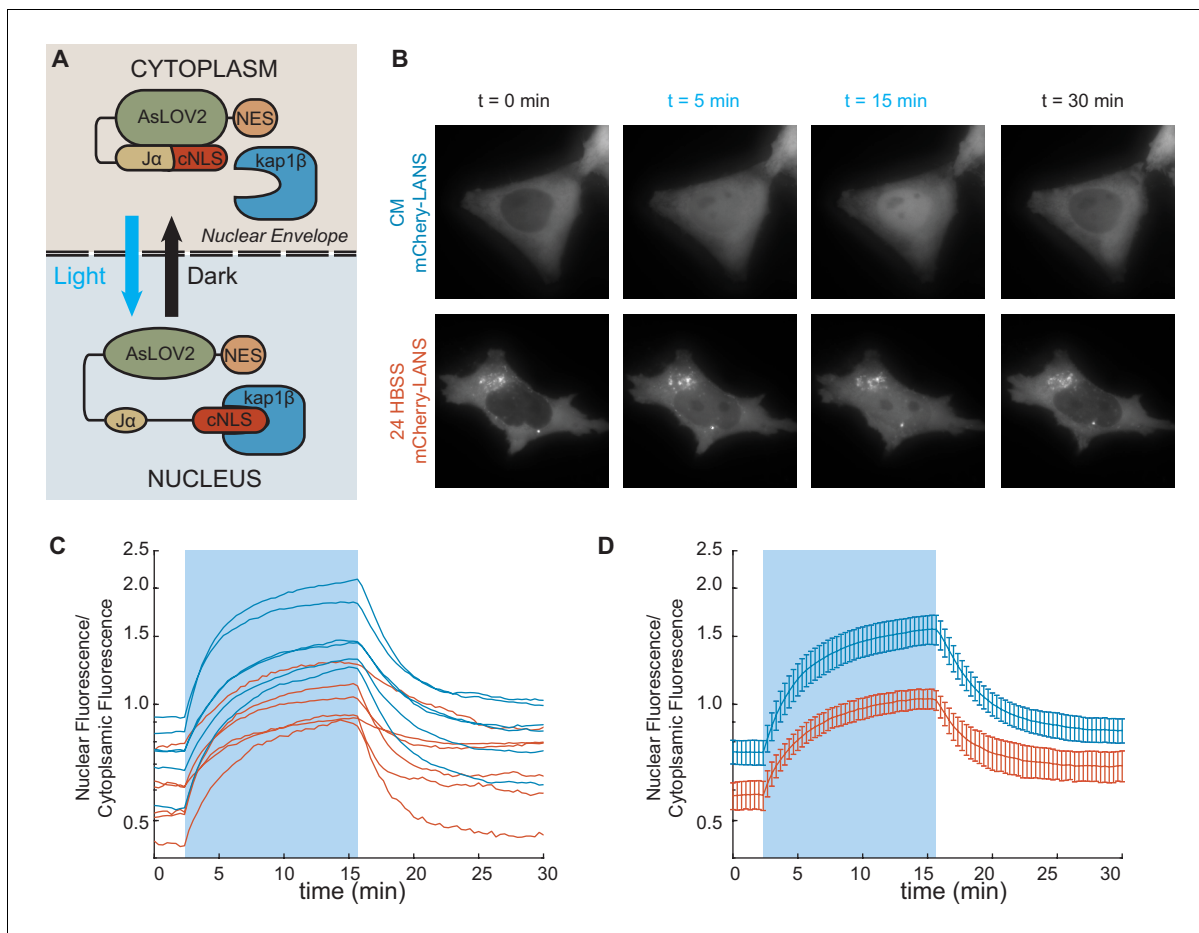 A
CYTOPLASM
AsLOV2
NES
Jα
cNLS
kap1β
Nuclear Envelope
Light
Dark
AsLOV2
NES
kap1β
cNLS
Jα
NUCLEUS
B
t = 0 min
t = 5 min
t = 15 min
t = 30 min
CM
mCherry-LANS
24 HBSS
mCherry-LANS
C
Nuclear Fluorescence/
Cytoplsamic Fluorescence
2.5
2.0
1.5
1.0
0.5
0
5
10
15
20
25
30
time (min)
D
Nuclear Fluorescence/
Cytoplasmic Fluorescence
2.5
2.0
1.5
1.0
0.5
0
5
10
15
20
25
30
time (min)